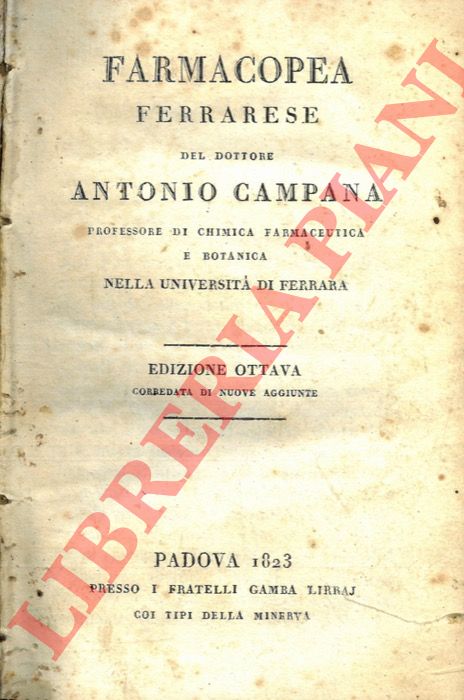 FARMACOPEA
FERRARESE
DEL DOTTORE
ANTONIO CAMPANA
PROFESSORE DI CHIMICA FARMACEUTICA
E BOTANICA
NELLA UNIVERSITÀ DI FERRARA
EDIZIONE OTTAVA
CORREDATA DI NUOVE AGGIUNTE
PADOVA 1823
PRESSO I FRATELLI GAMBA LIBRAJ
COI TIPI DELLA MINERVA
LIBRERIA PIANI